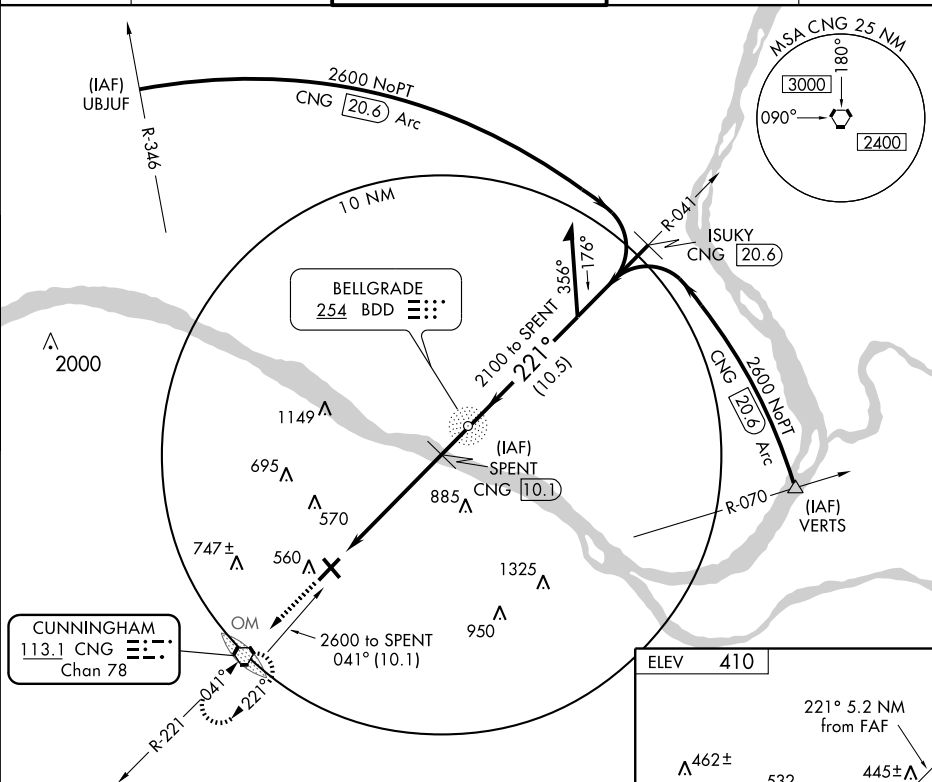 MSA CNG 25 NM
180°
3000
090°
2400
(IAF)
UBJUF
R-346
2600 NoPT
CNG 20.6 Arc
10 NM
R-041
ISUKY
CNG 20.6
356°
176°
BELLGRADE
254 BDD
2100 to SPENT
221°
(10.5)
2600 NoPT
CNG 20.6 Arc
2000
1149
(IAF)
SPENT
CNG 10.1
695
570
885
R-070
(IAF)
VERTS
747±
560
1325
950
OM
CUNNINGHAM
113.1 CNG
Chan 78
2600 to SPENT
041° (10.1)
041°
221°
R-221
ELEV 410
221° 5.2 NM
from FAF
462±
532
445±